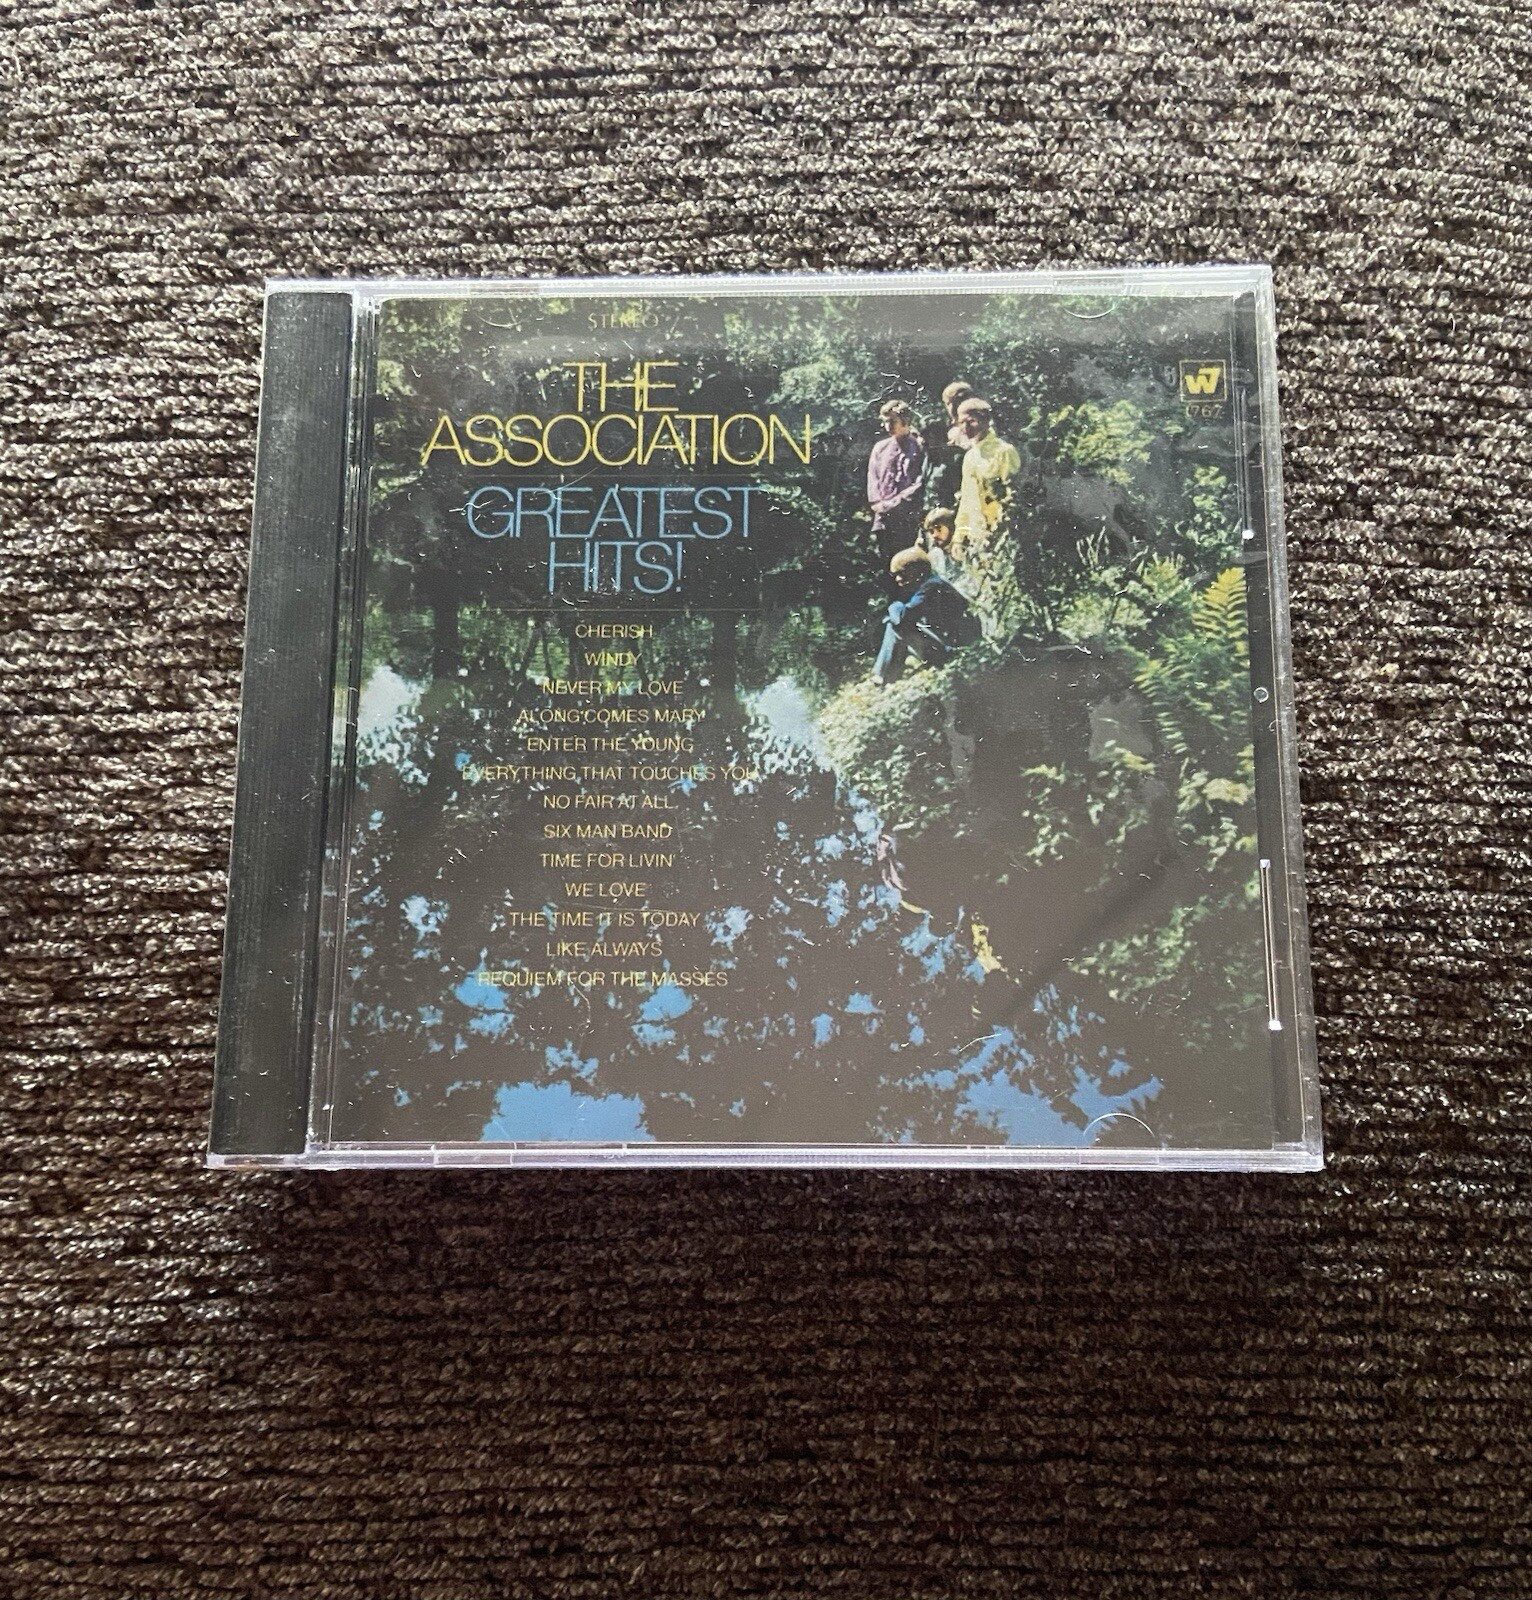 STEREO
THE
ASSOCIATION
GREATEST
HITS!
W7
1767
CHERISH
WINDY
NEVER MY LOVE
ALONG COMES MARY
ENTER THE YOUNG
EVERYTHING THAT TOUCHES YOU
NO FAIR AT ALL
SIX MAN BAND
TIME FOR LIVIN'
WE LOVE
THE TIME IT IS TODAY
LIKE ALWAYS
REQUIEM FOR THE MASSES